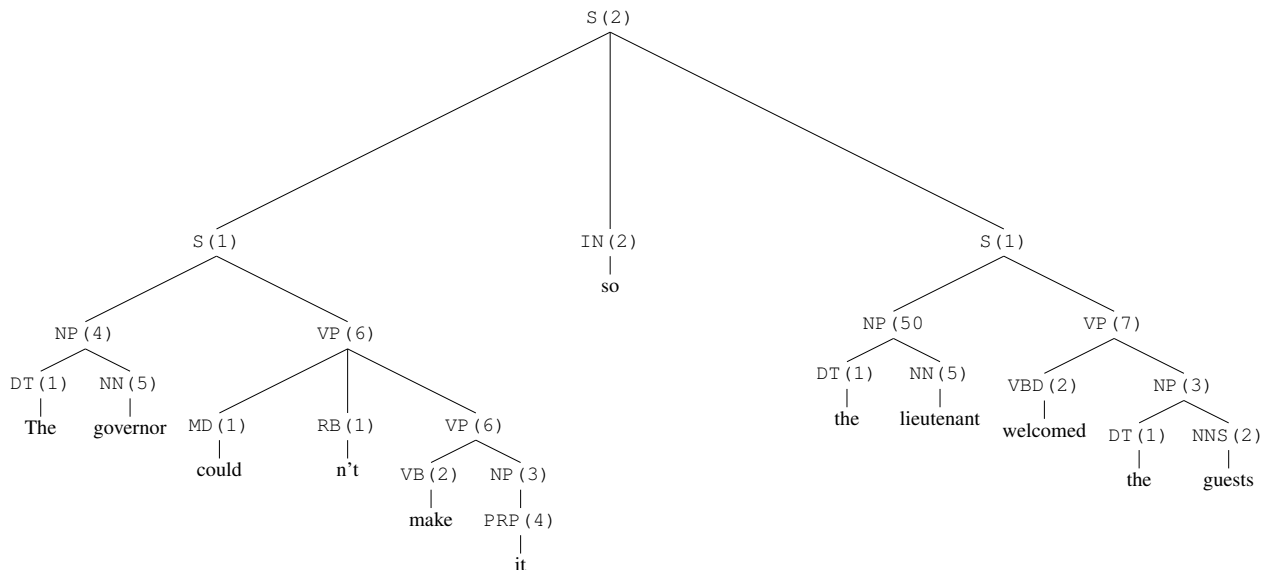 S(2)
S(1) IN(2) S(1)
so
NP(4) VP(6) NP(50 VP(7)
DT(1) NN(5) DT(1) NN(5) VBD(2) NP(3)
The governor MD(1) RB(1) VP(6) the lieutenant welcomed DT(1) NNS(2)
could n't VB(2) NP(3) the guests
make PRP(4)
it